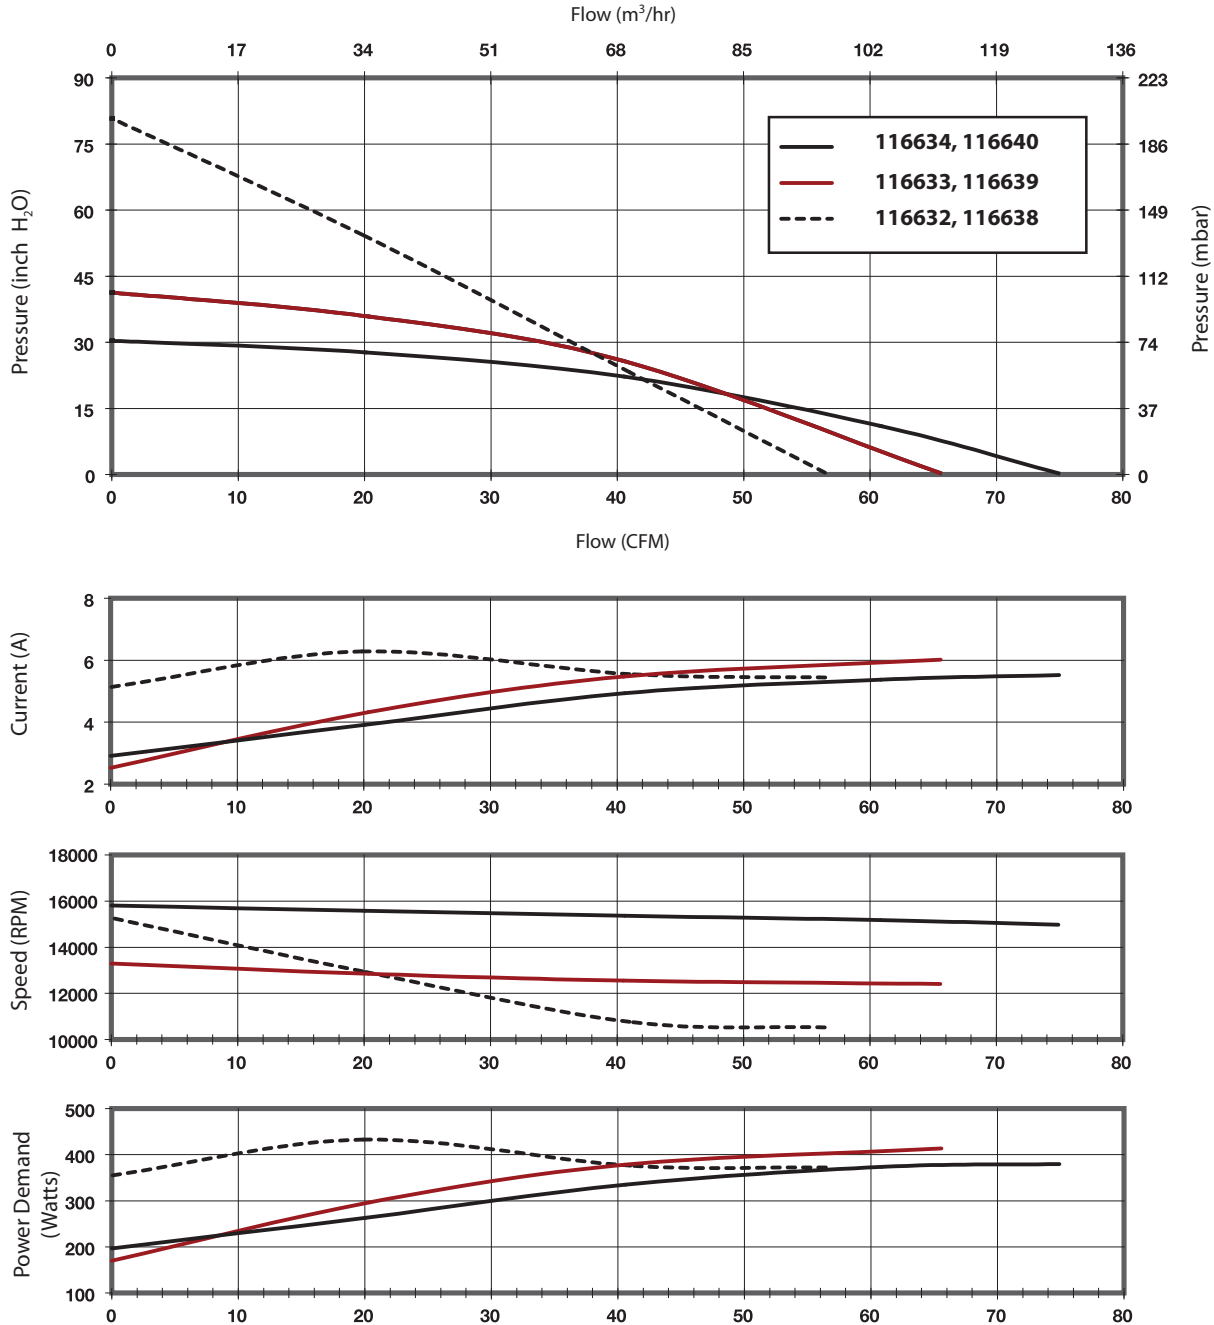 Flow (m³/hr)
0 17 34 51 68 85 102 119 136
90 223
75 186
60 149
45 112
30 74
15 37
0 0
Pressure (inch H₂O)
Pressure (mbar)
116634, 116640
116633, 116639
116632, 116638
0 10 20 30 40 50 60 70 80
Flow (CFM)
Current (A)
8
6
4
2
0 10 20 30 40 50 60 70 80
Speed (RPM)
18000
16000
14000
12000
10000
0 10 20 30 40 50 60 70 80
Power Demand
(Watts)
500
400
300
200
100
0 10 20 30 40 50 60 70 80